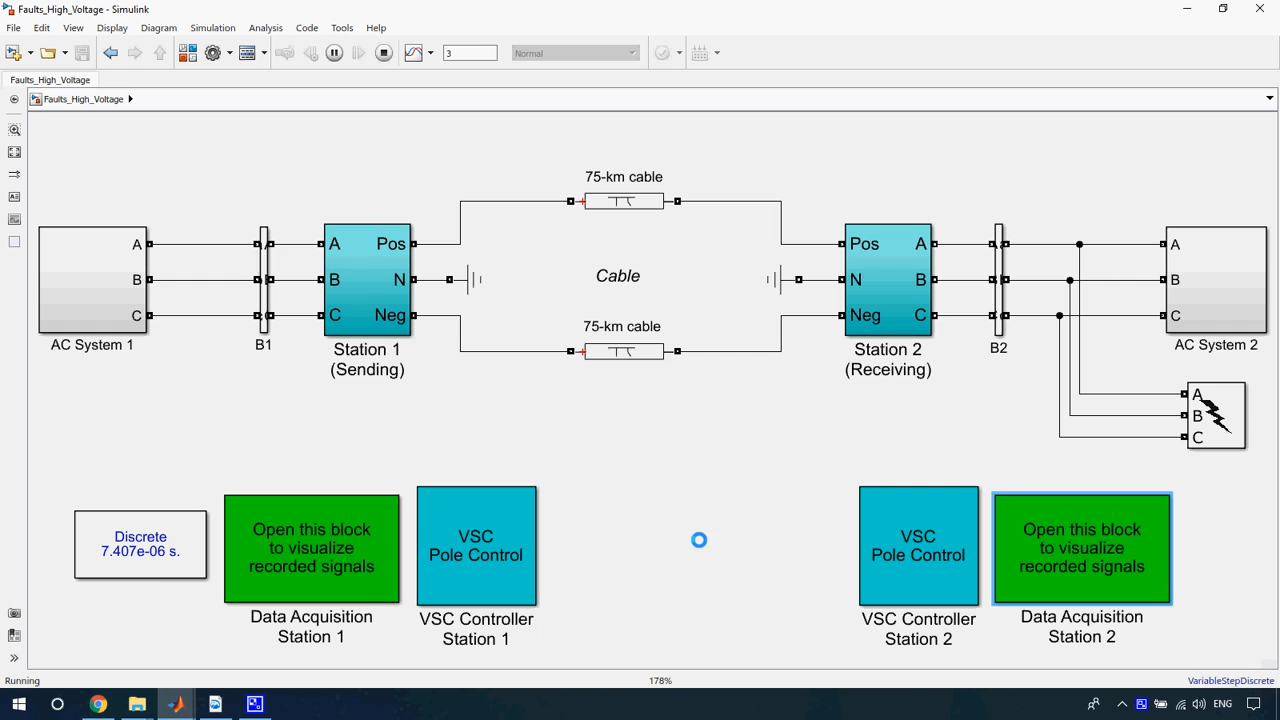 Faults_High_Voltage - Simulink
File Edit View Display Diagram Simulation Analysis Code Tools Help
3 Normal
Faults_High_Voltage
Faults_High_Voltage
75-km cable
A
B
C
AC System 1
B1
A Pos
B N
C Neg
Station 1
(Sending)
Cable
75-km cable
Pos A
N B
Neg C
Station 2
(Receiving)
B2
A
B
C
AC System 2
A
B
C
Discrete
7.407e-06 s.
Open this block
to visualize
recorded signals
Data Acquisition
Station 1
VSC
Pole Control
VSC Controller
Station 1
VSC
Pole Control
VSC Controller
Station 2
Open this block
to visualize
recorded signals
Data Acquisition
Station 2
Running 178% VariableStepDiscrete
ENG